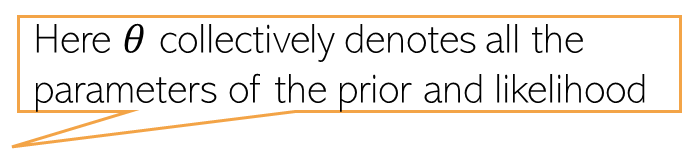 Here θ collectively denotes all the
parameters of the prior and likelihood